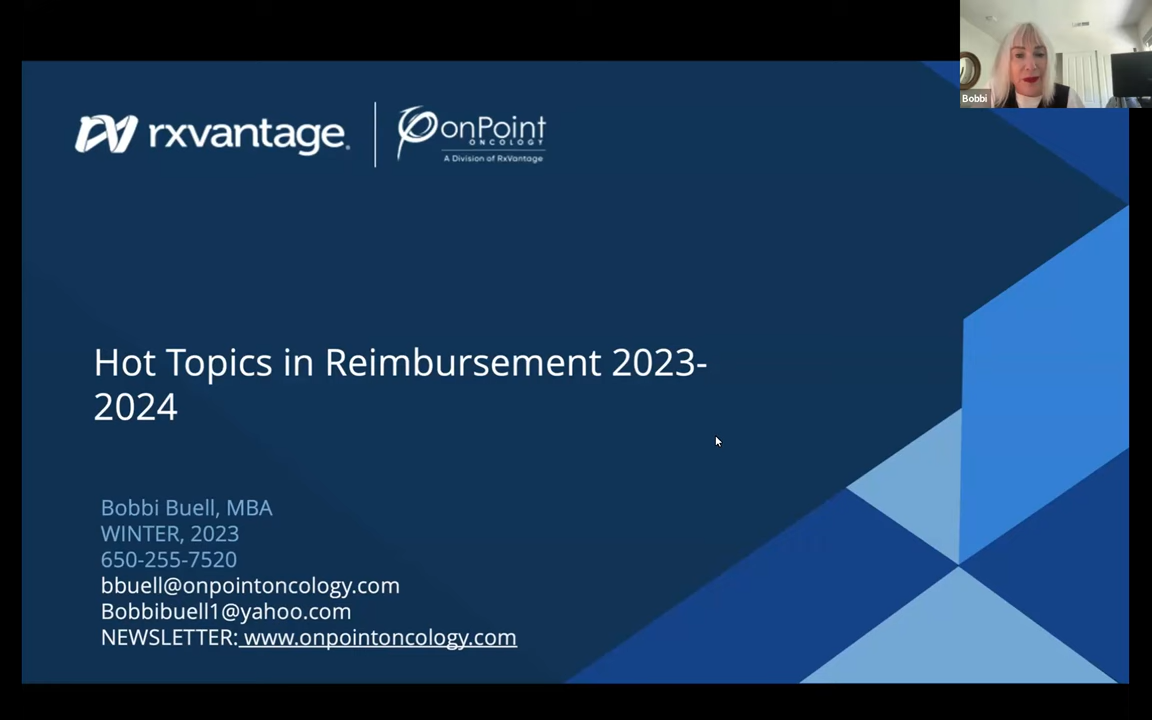 Bobbi
rxvantage.
onPoint
ONCOLOGY
A Division of RxVantage
Hot Topics in Reimbursement 2023-
2024
Bobbi Buell, MBA
WINTER, 2023
650-255-7520
bbuell@onpointoncology.com
Bobbibuell1@yahoo.com
NEWSLETTER: www.onpointoncology.com